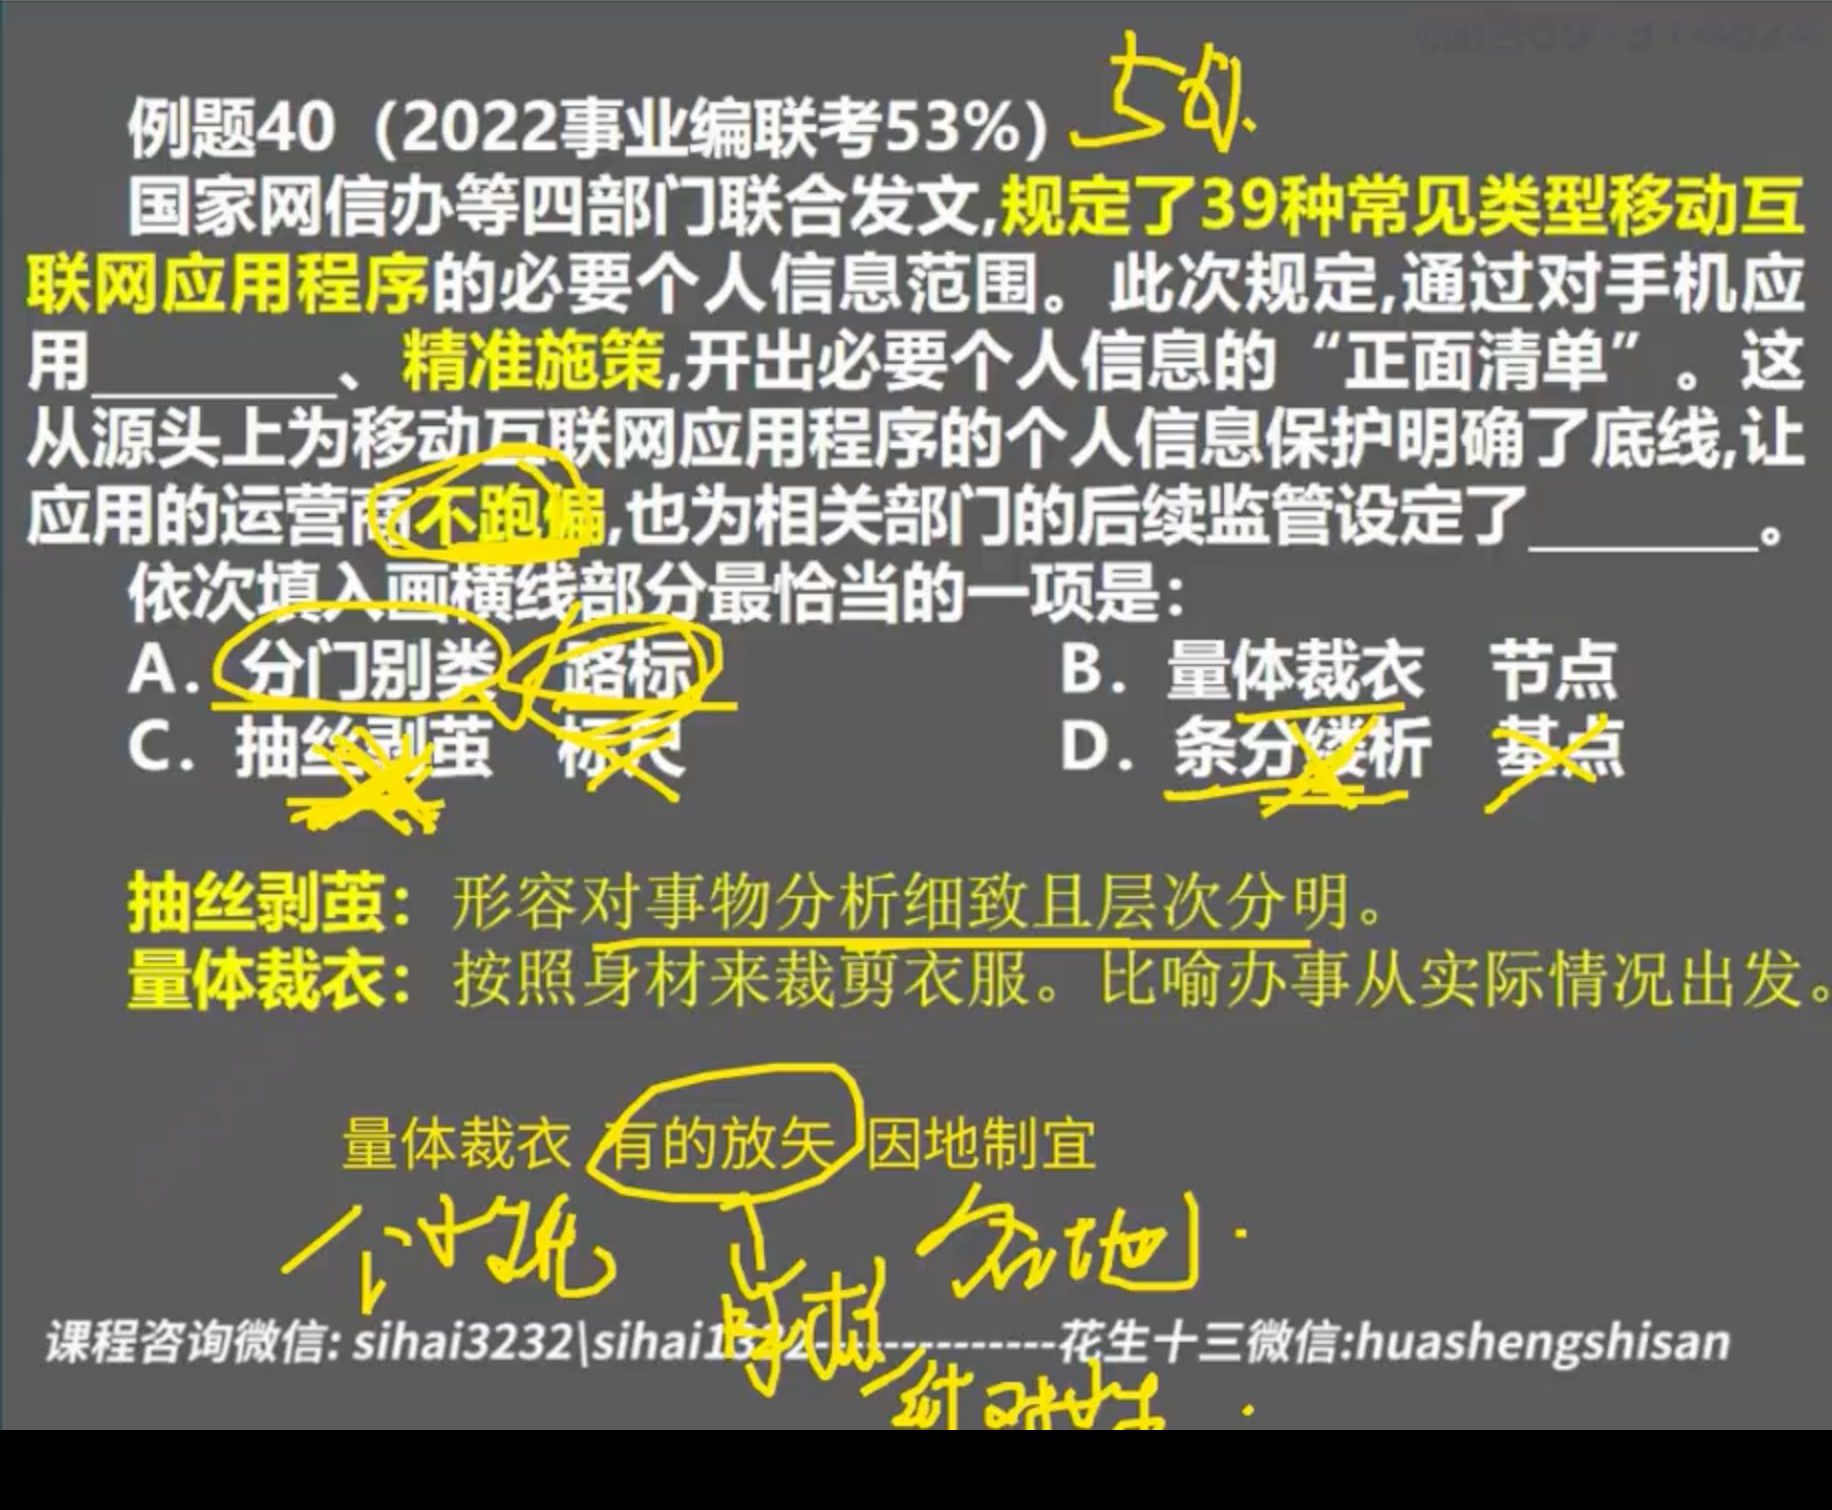 例题40（2022事业编联考53%）
国家网信办等四部门联合发文,规定了39种常见类型移动互
联网应用程序的必要个人信息范围。此次规定,通过对手机应
用________、精准施策,开出必要个人信息的“正面清单”。这
从源头上为移动互联网应用程序的个人信息保护明确了底线,让
应用的运营商不跑偏,也为相关部门的后续监管设定了________。
依次填入画横线部分最恰当的一项是：
A．分门别类 路标 B．量体裁衣 节点
C．抽丝剥茧 标尺 D．条分缕析 基点
抽丝剥茧：形容对事物分析细致且层次分明。
量体裁衣：按照身材来裁剪衣服。比喻办事从实际情况出发。
量体裁衣 有的放矢 因地制宜
个性化
各地
目标
针对性
课程咨询微信: sihai3232\sihai1392---------------花生十三微信:huashengshisan